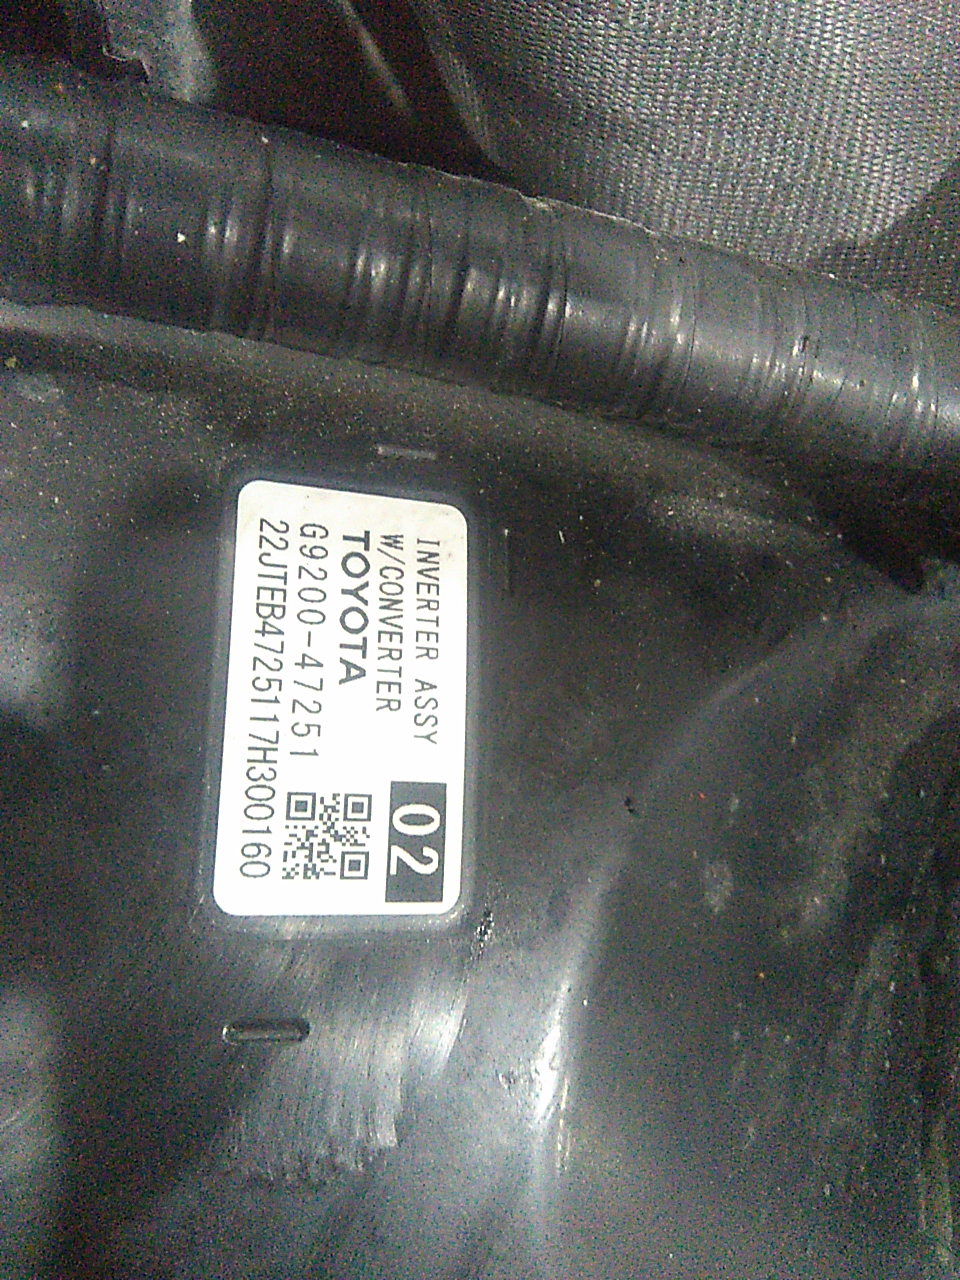 INVERTER ASSY
W/CONVERTER
02
TOYOTA
G9200-47251
22JTEB4725117H300160